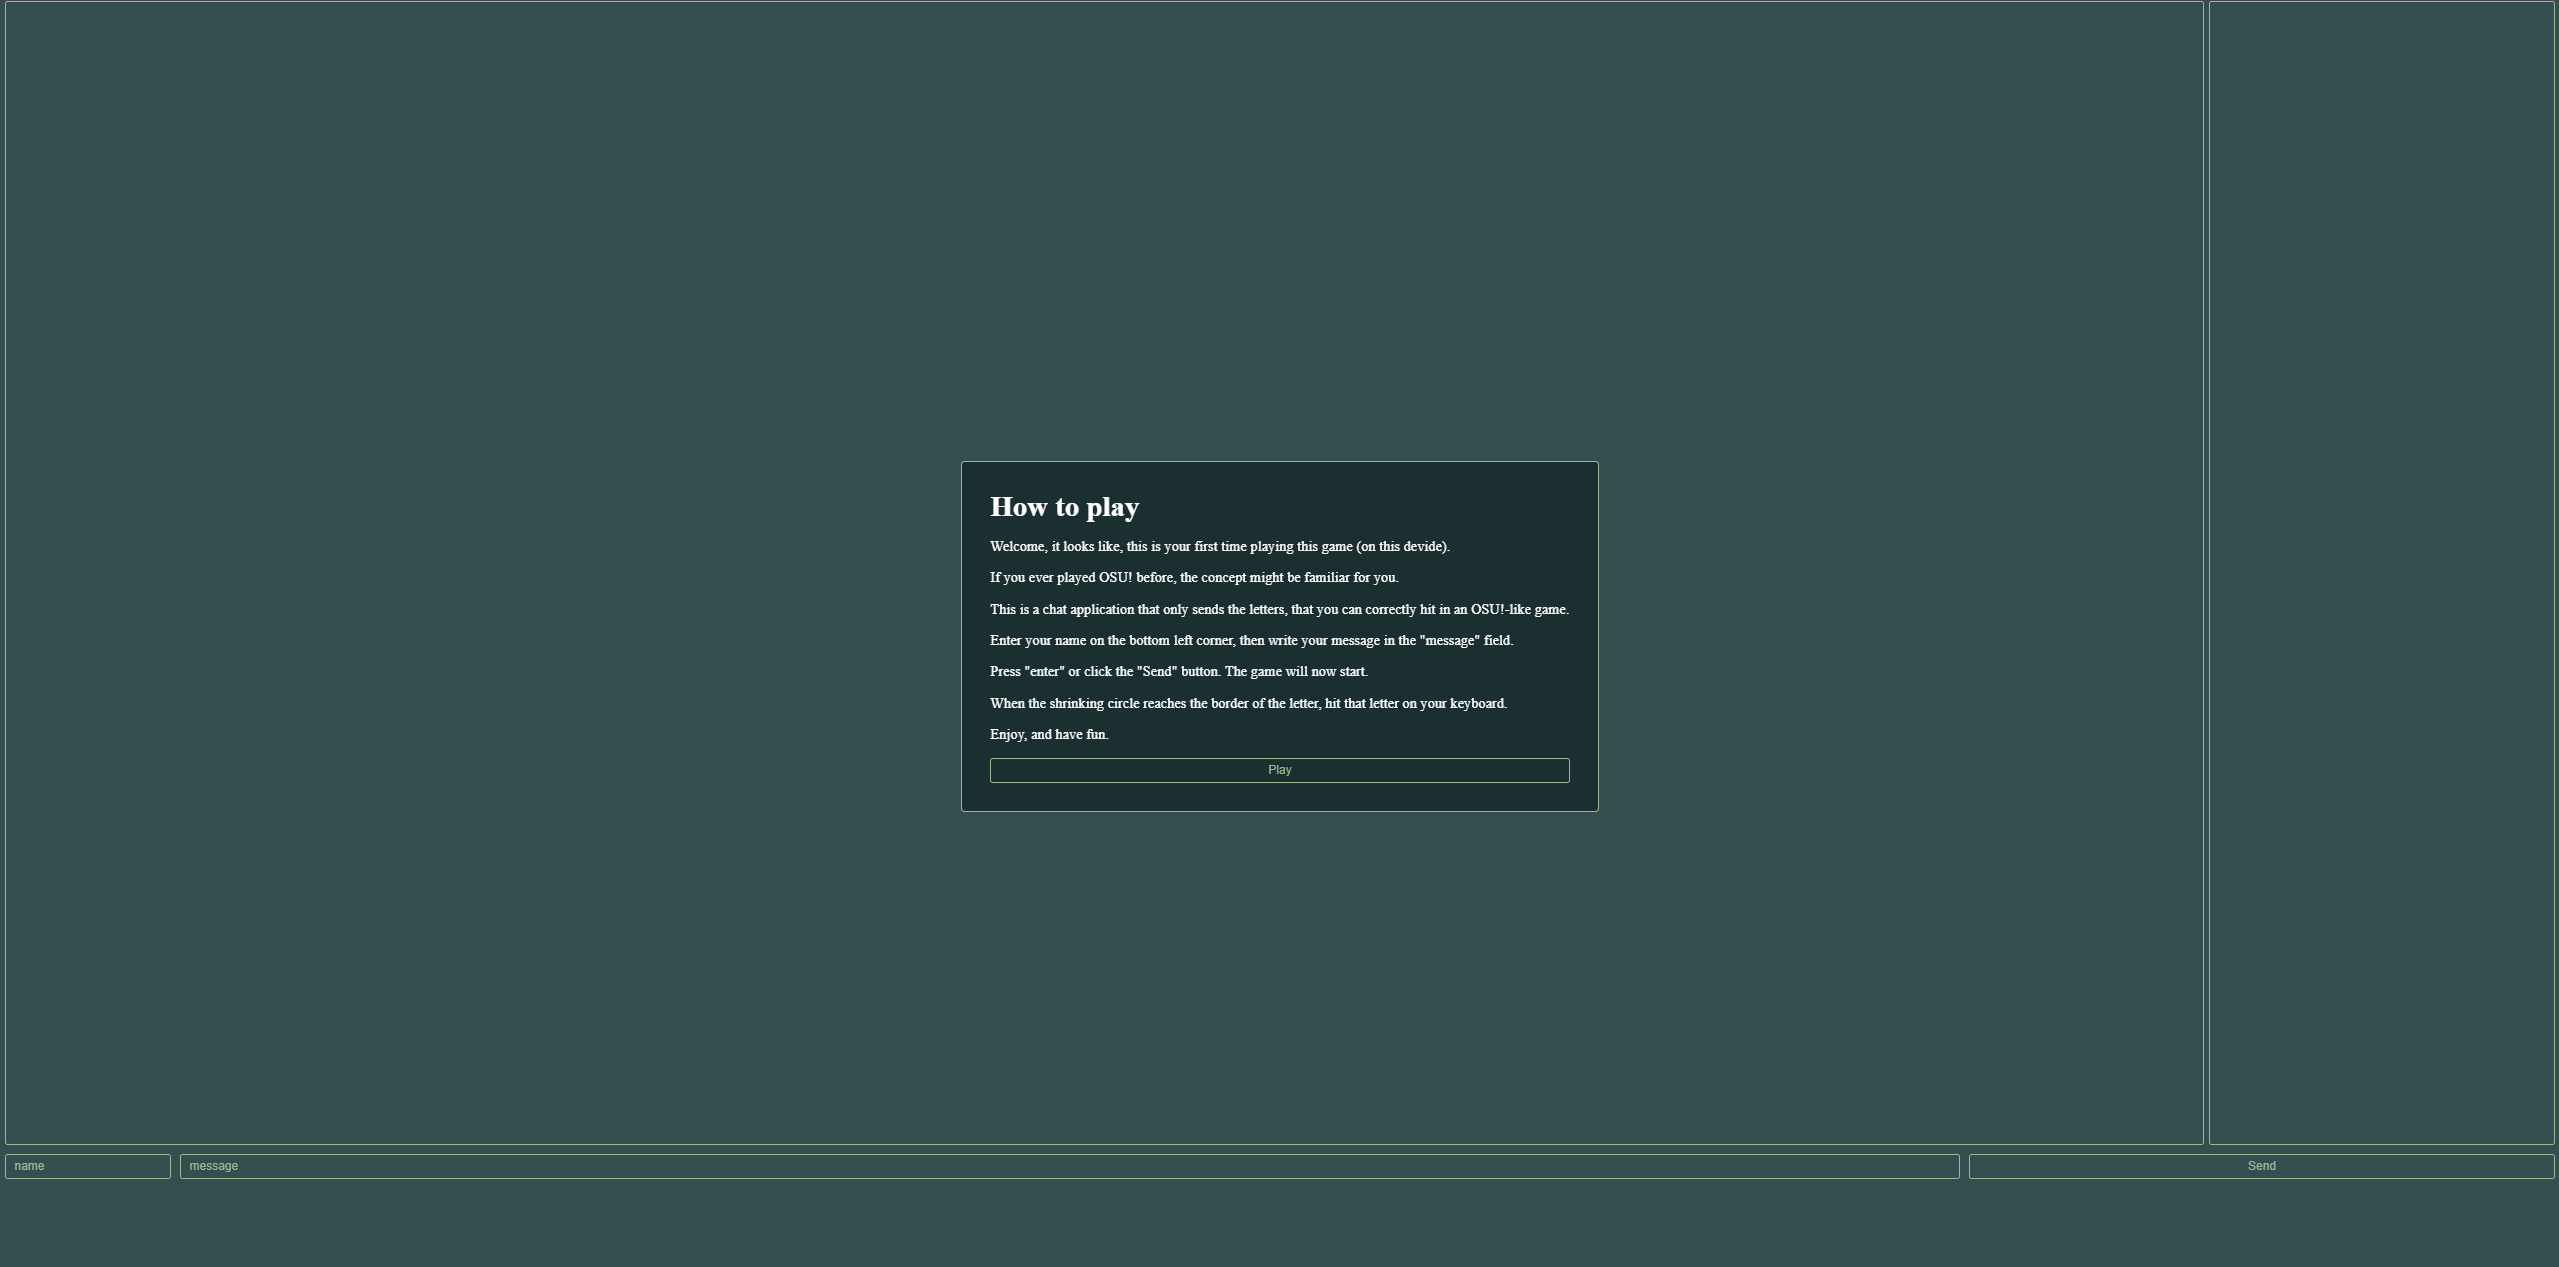 How to play
Welcome, it looks like, this is your first time playing this game (on this devide).
If you ever played OSU! before, the concept might be familiar for you.
This is a chat application that only sends the letters, that you can correctly hit in an OSU!-like game.
Enter your name on the bottom left corner, then write your message in the "message" field.
Press "enter" or click the "Send" button. The game will now start.
When the shrinking circle reaches the border of the letter, hit that letter on your keyboard.
Enjoy, and have fun.
Play
name
message
Send